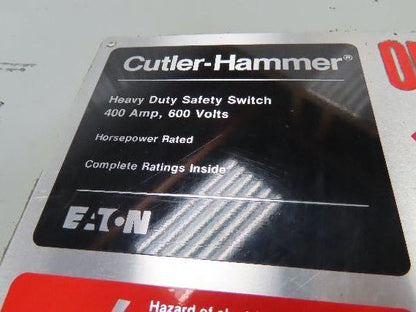 Cutler-Hammer®
Heavy Duty Safety Switch
400 Amp, 600 Volts
Horsepower Rated
Complete Ratings Inside
EATON
Hazard of